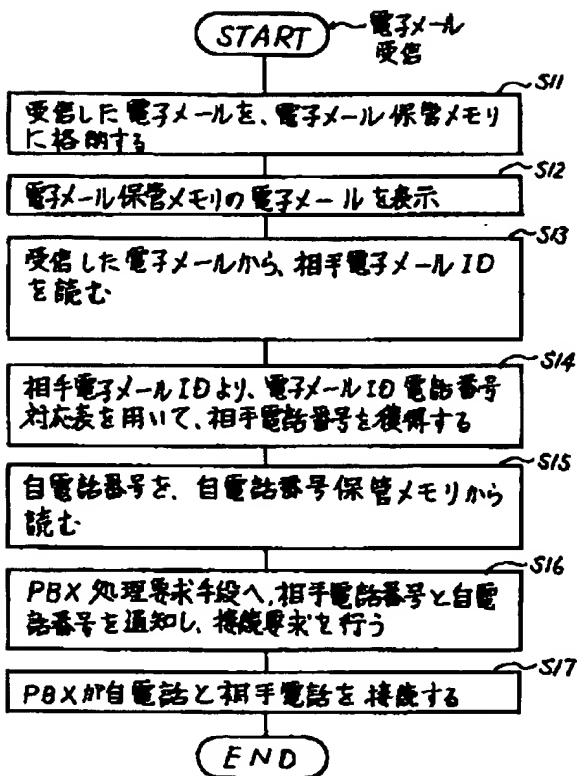 START
電子メール
受信
S11
受信した電子メールを、電子メール保管メモリ
に格納する
S12
電子メール保管メモリの電子メールを表示
S13
受信した電子メールから、相手電子メールID
を読む
S14
相手電子メールIDより、電子メールID電話番号
対応表を用いて、相手電話番号を獲得する
S15
自電話番号を、自電話番号保管メモリから
読む
S16
PBX処理要求手段へ、相手電話番号と自電
話番号を通知し、接続要求を行う
S17
PBXが自電話と相手電話を接続する
END